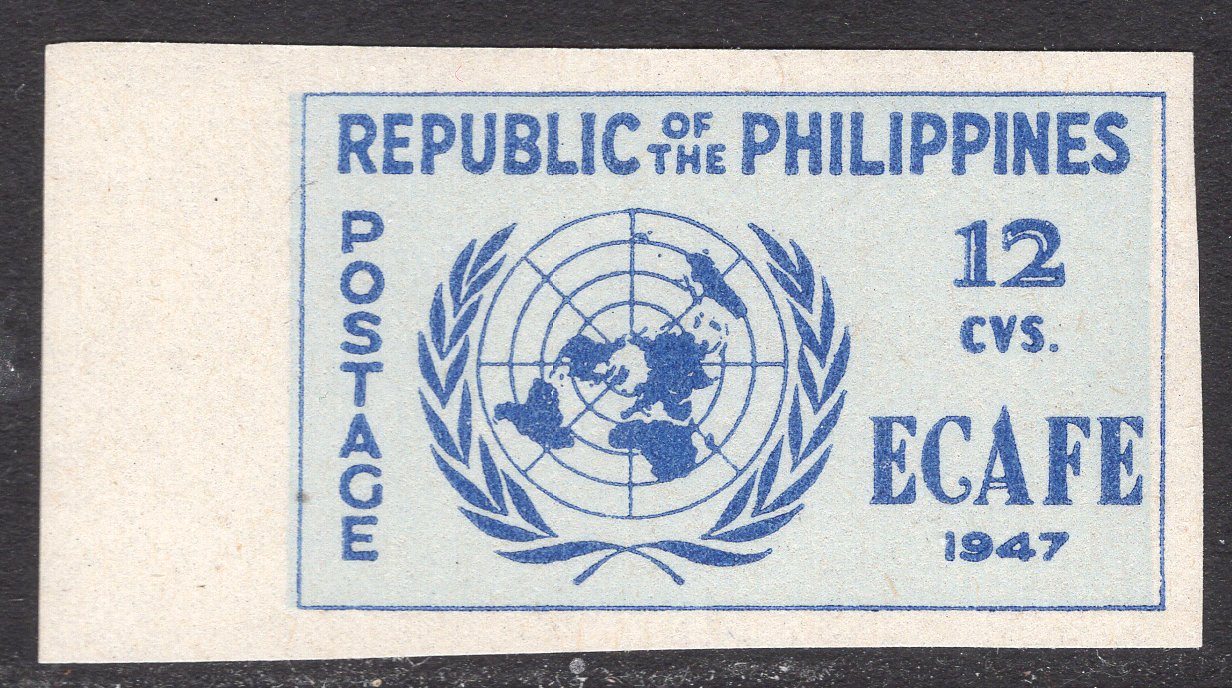 REPUBLIC OF THE PHILIPPINES
POSTAGE
12
CVS.
ECAFE
1947